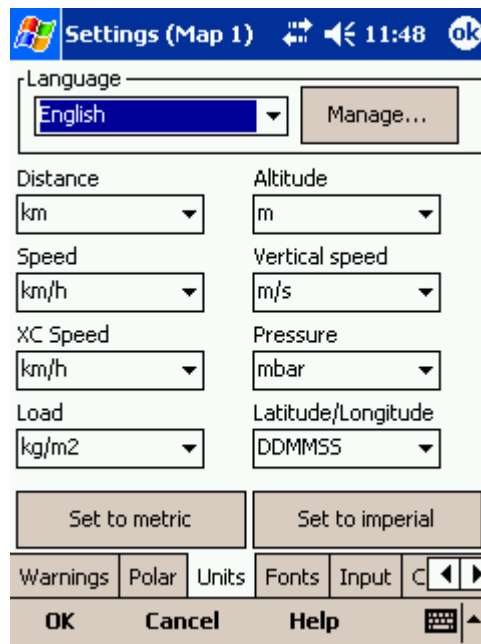 Settings (Map 1) 11:48 ok
Language
English Manage...
Distance Altitude
km m
Speed Vertical speed
km/h m/s
XC Speed Pressure
km/h mbar
Load Latitude/Longitude
kg/m2 DDMMSS
Set to metric Set to imperial
Warnings Polar Units Fonts Input C
OK Cancel Help